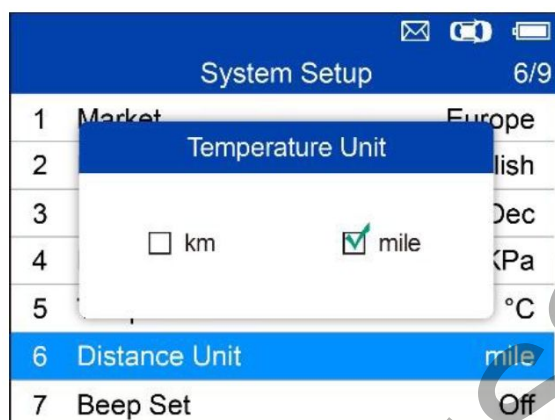 System Setup 6/9
1 Market Europe
Temperature Unit
2 lish
3 Dec
km mile
4 KPa
5 °C
6 Distance Unit mile
7 Beep Set Off